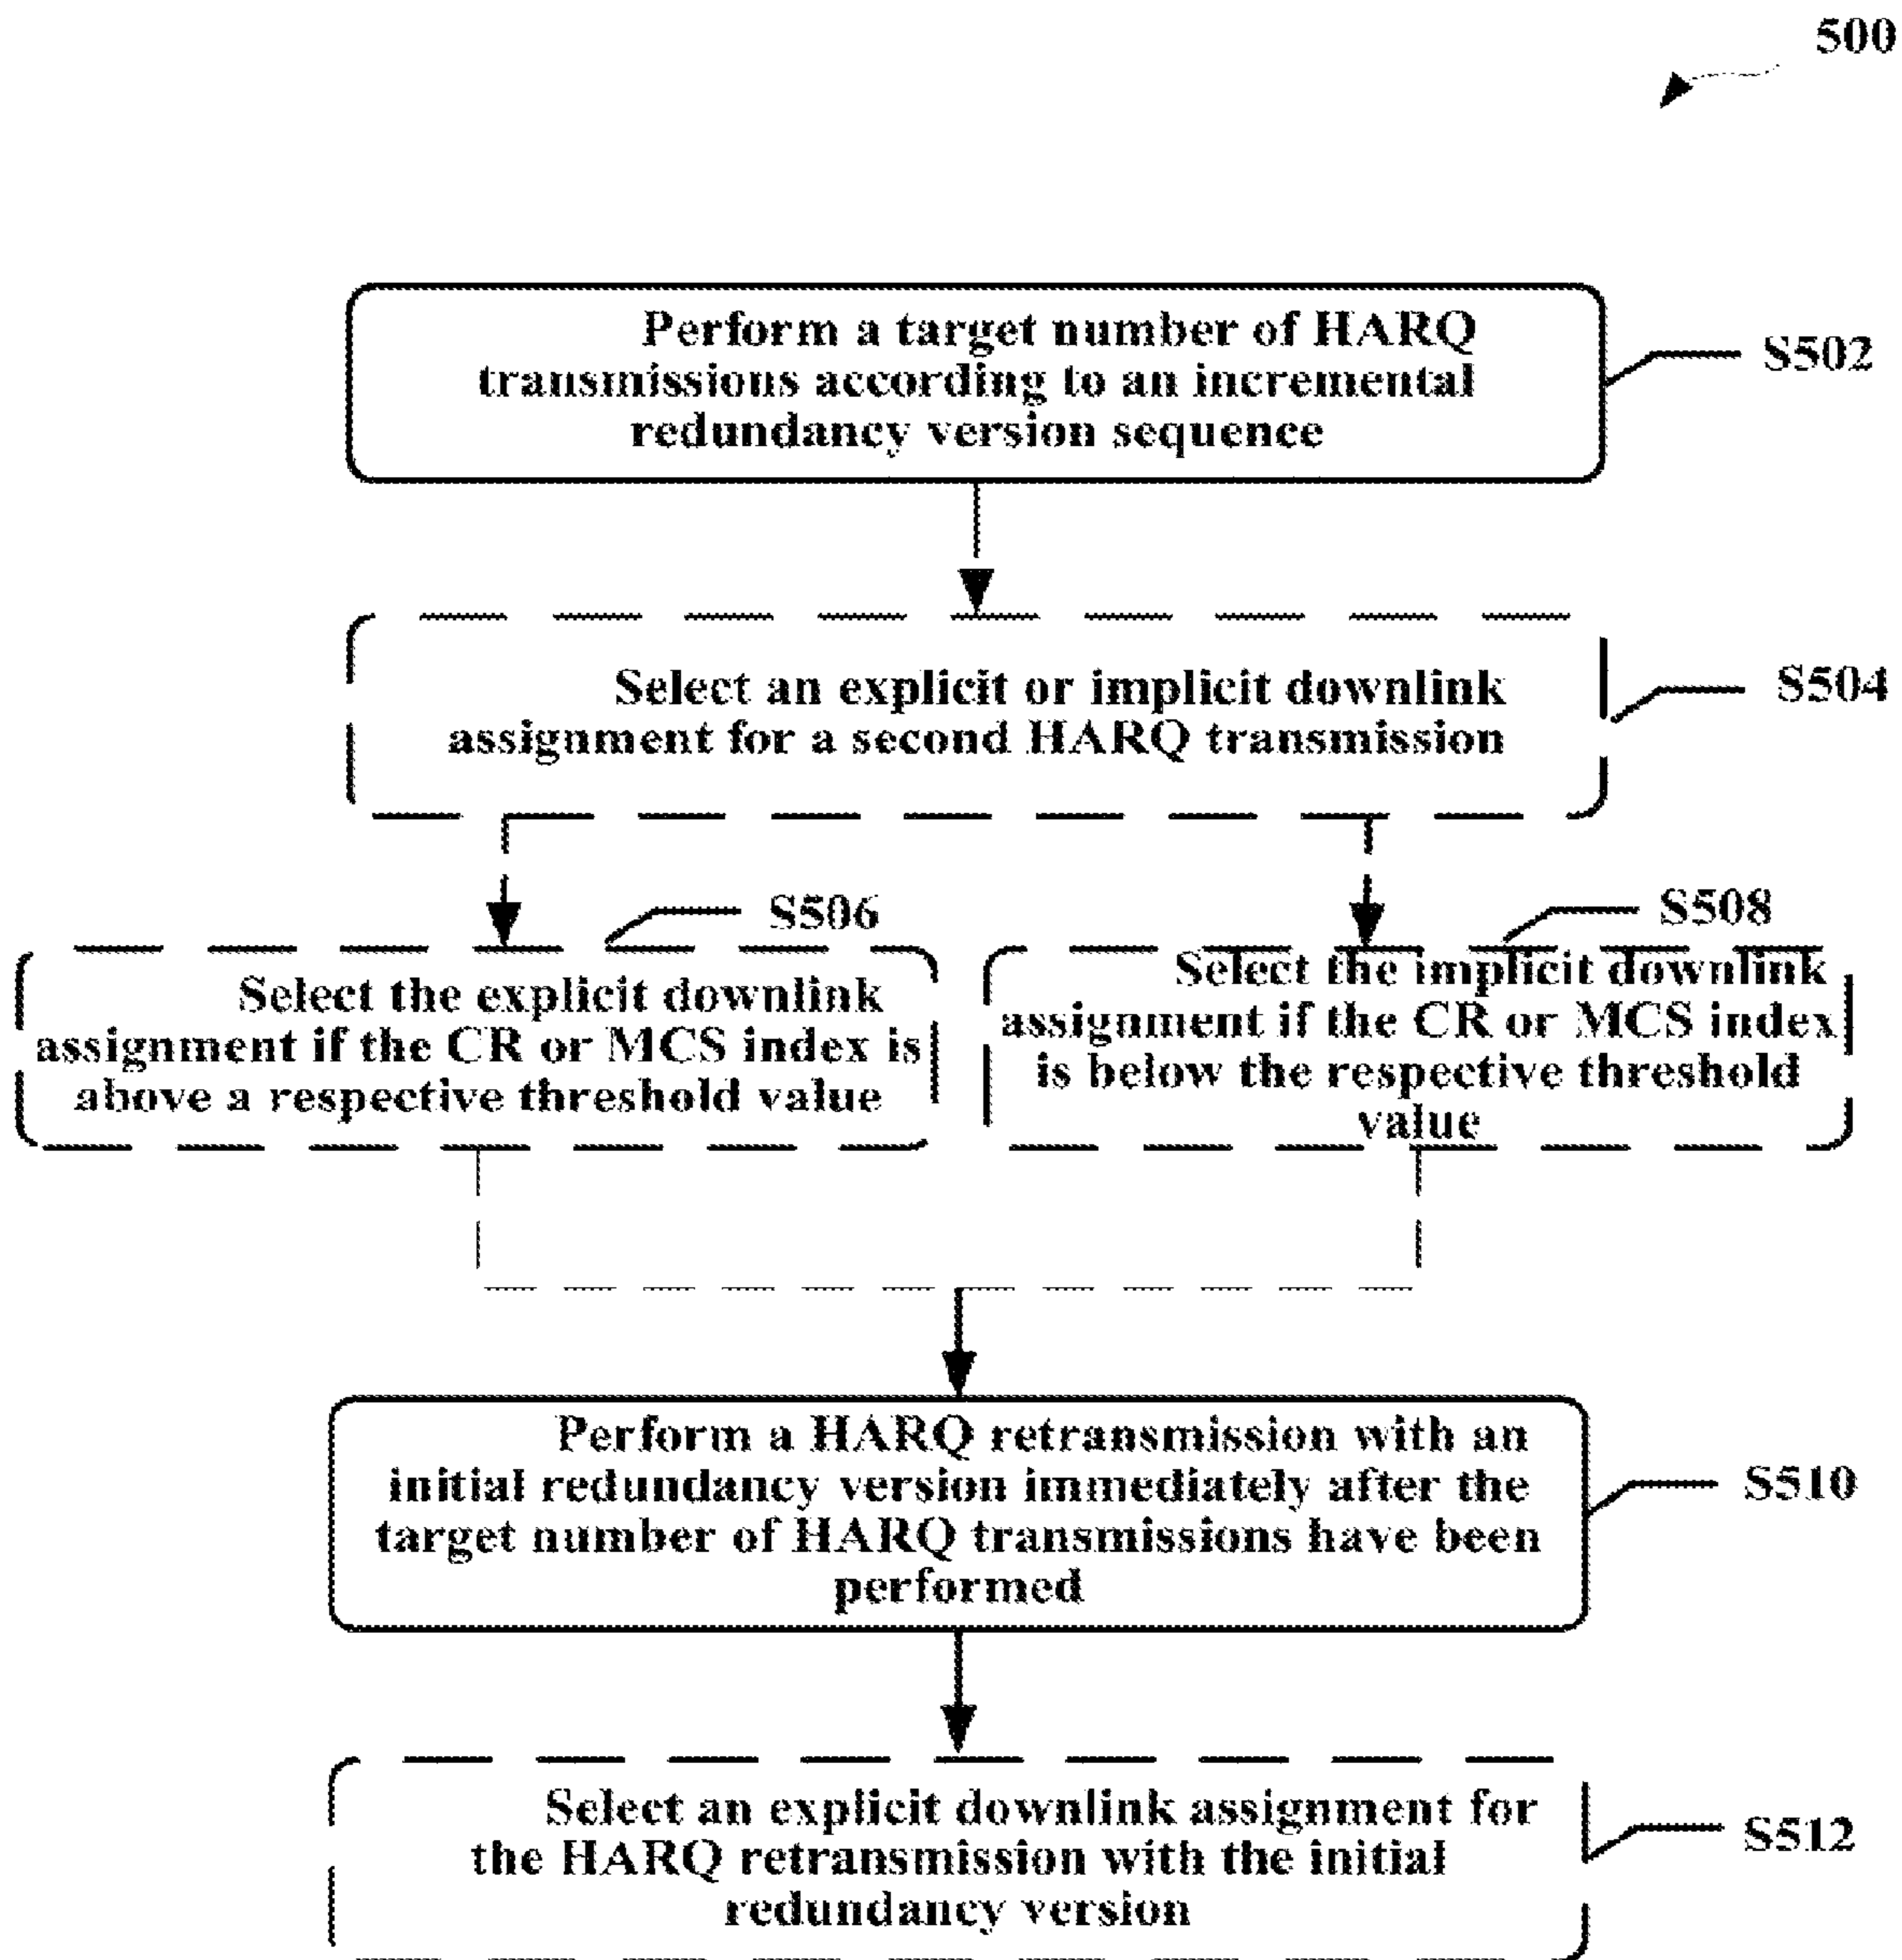 500
Perform a target number of HARQ
transmissions according to an incremental
redundancy version sequence
S502
Select an explicit or implicit downlink
assignment for a second HARQ transmission
S504
S506
Select the explicit downlink
assignment if the CR or MCS index is
above a respective threshold value
S508
Select the implicit downlink
assignment if the CR or MCS index
is below the respective threshold
value
Perform a HARQ retransmission with an
initial redundancy version immediately after the
target number of HARQ transmissions have been
performed
S510
Select an explicit downlink assignment for
the HARQ retransmission with the initial
redundancy version
S512